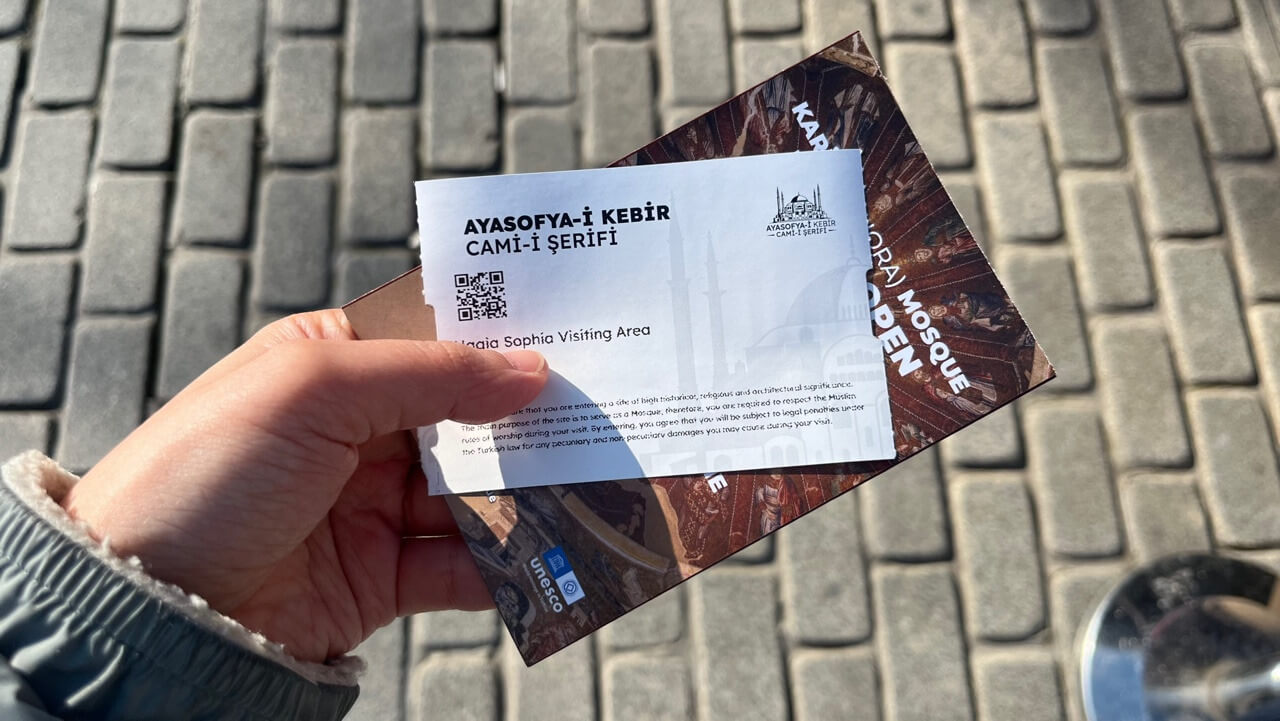 AYASOFYA-İ KEBİR
CAMİ-İ ŞERİFİ
AYASOFYA-İ KEBİR
CAMİ-İ ŞERİFİ
Hagia Sophia Visiting Area
that you are entering a site of high historical, religious and architectural significance.
The main purpose of the site is to serve as a Mosque, therefore, you are required to respect the Muslim
rules of worship during your visit. By entering, you agree that you will be subject to legal penalties under
the Turkish law for any pecuniary and non-pecuniary damages you may cause during your visit.
MOSQUE
OPEN
unesco